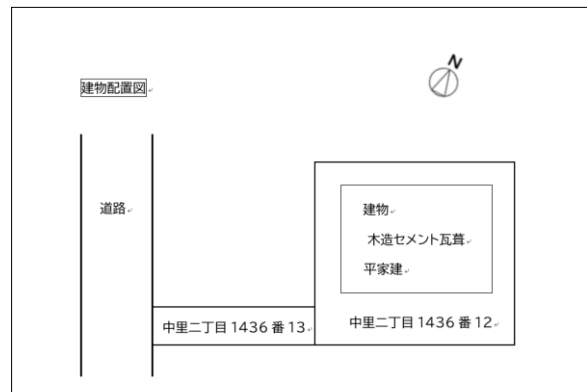 N
建物配置図
道路
建物
木造セメント瓦葺
平家建
中里二丁目1436番13
中里二丁目1436番12